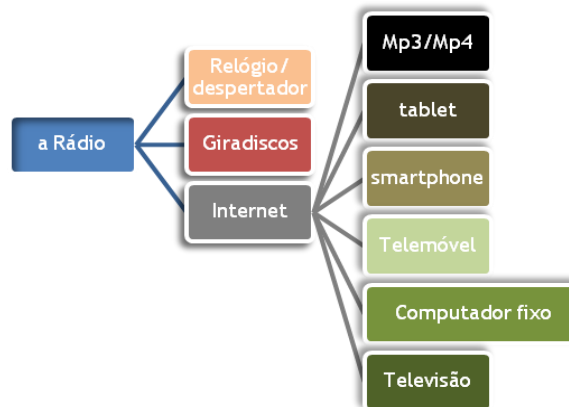 a Rádio
Relógio /
despertador
Giradiscos
Internet
Mp3/Mp4
tablet
smartphone
Telemóvel
Computador fixo
Televisão